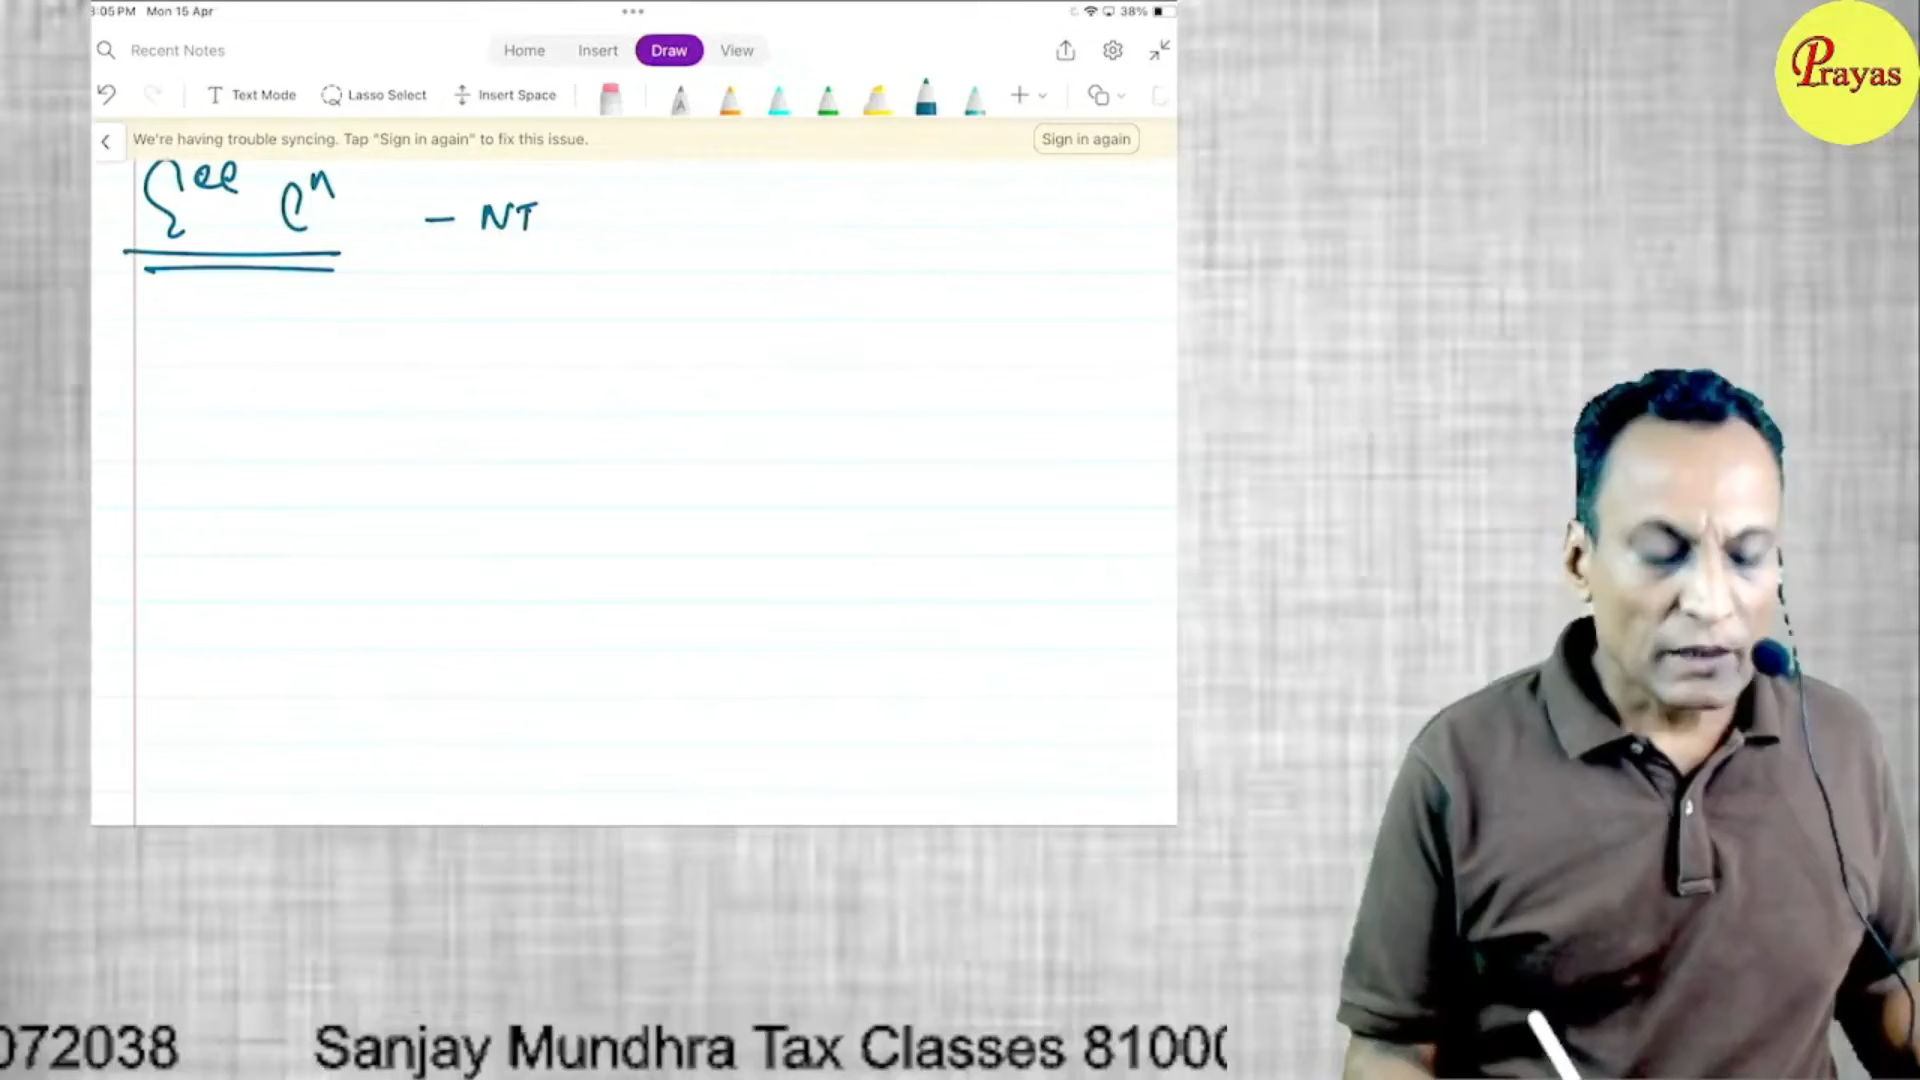 3:05 PM Mon 15 Apr
38%
Prayas
Recent Notes
Home Insert Draw View
Text Mode Lasso Select Insert Space
We're having trouble syncing. Tap "Sign in again" to fix this issue.
Sign in again
– NT
072038 Sanjay Mundhra Tax Classes 8100